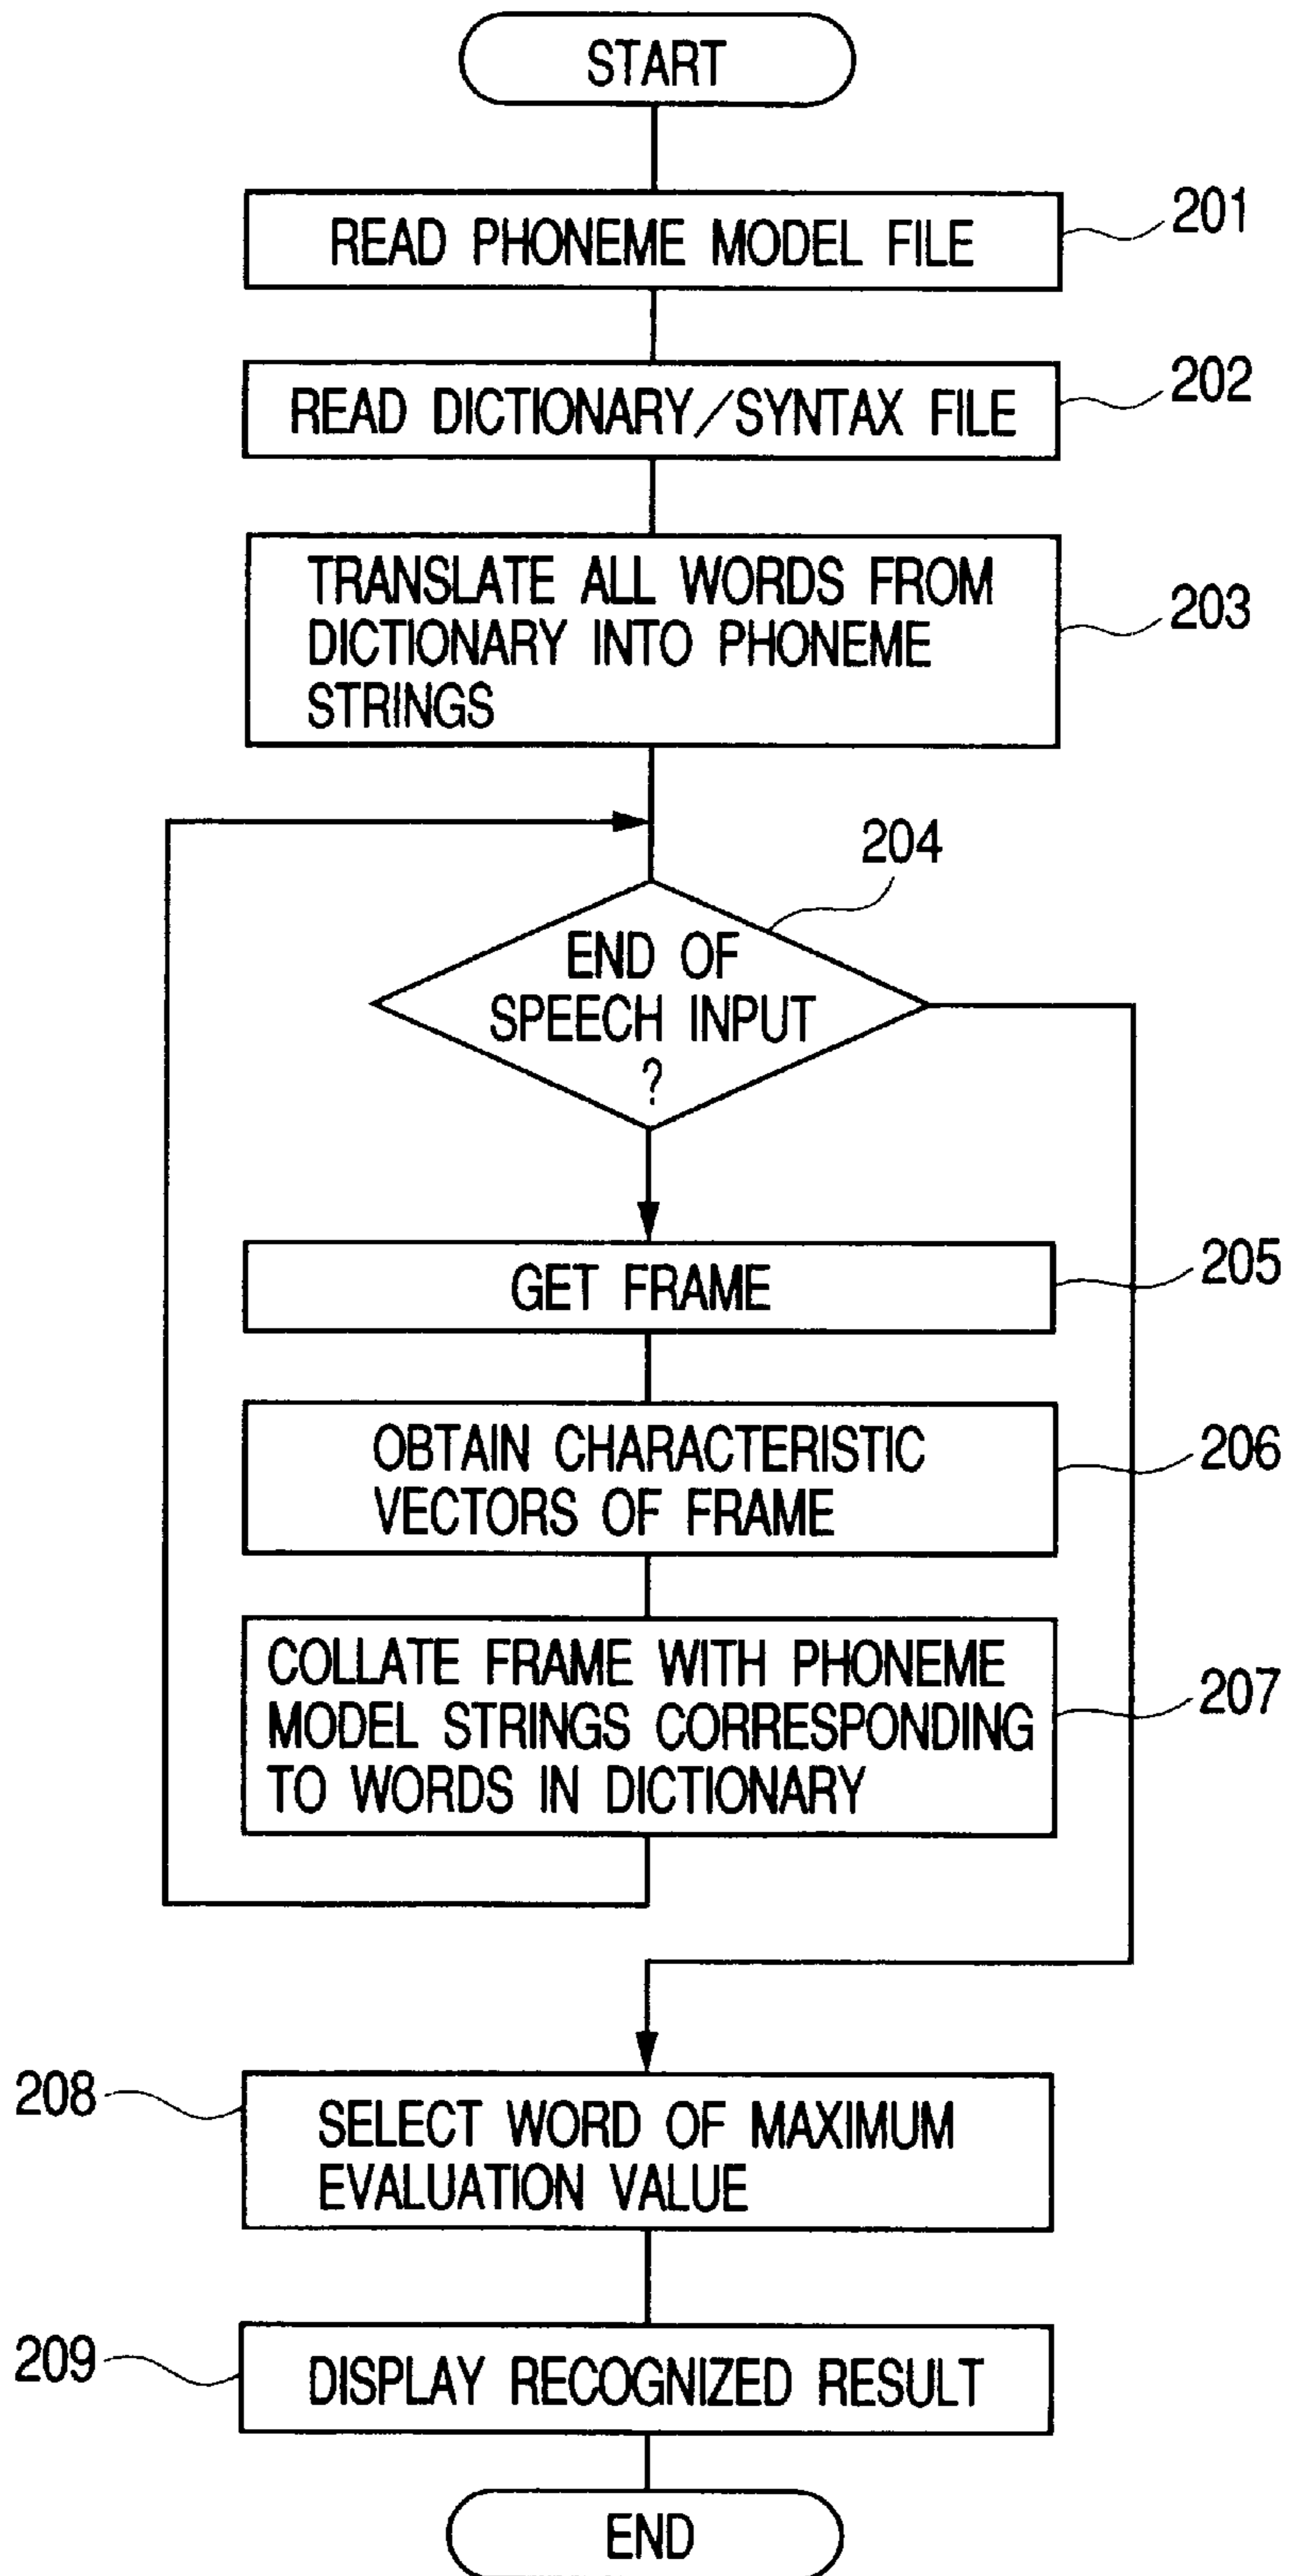 START
READ PHONEME MODEL FILE
201
READ DICTIONARY/SYNTAX FILE
202
TRANSLATE ALL WORDS FROM
DICTIONARY INTO PHONEME
STRINGS
203
204
END OF
SPEECH INPUT
?
GET FRAME
205
OBTAIN CHARACTERISTIC
VECTORS OF FRAME
206
COLLATE FRAME WITH PHONEME
MODEL STRINGS CORRESPONDING
TO WORDS IN DICTIONARY
207
208
SELECT WORD OF MAXIMUM
EVALUATION VALUE
209
DISPLAY RECOGNIZED RESULT
END